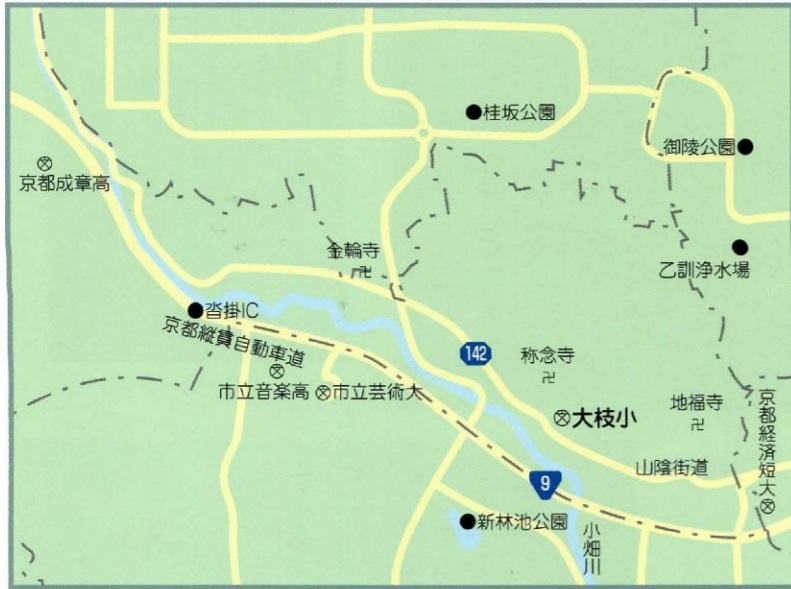 桂坂公園
御陵公園
京都成章高
金輪寺
乙訓浄水場
沓掛IC
京都縦貫自動車道
142
称念寺
市立音楽高
市立芸術大
大枝小
地福寺
京都経済短大
山陰街道
9
新林池公園
小畑川